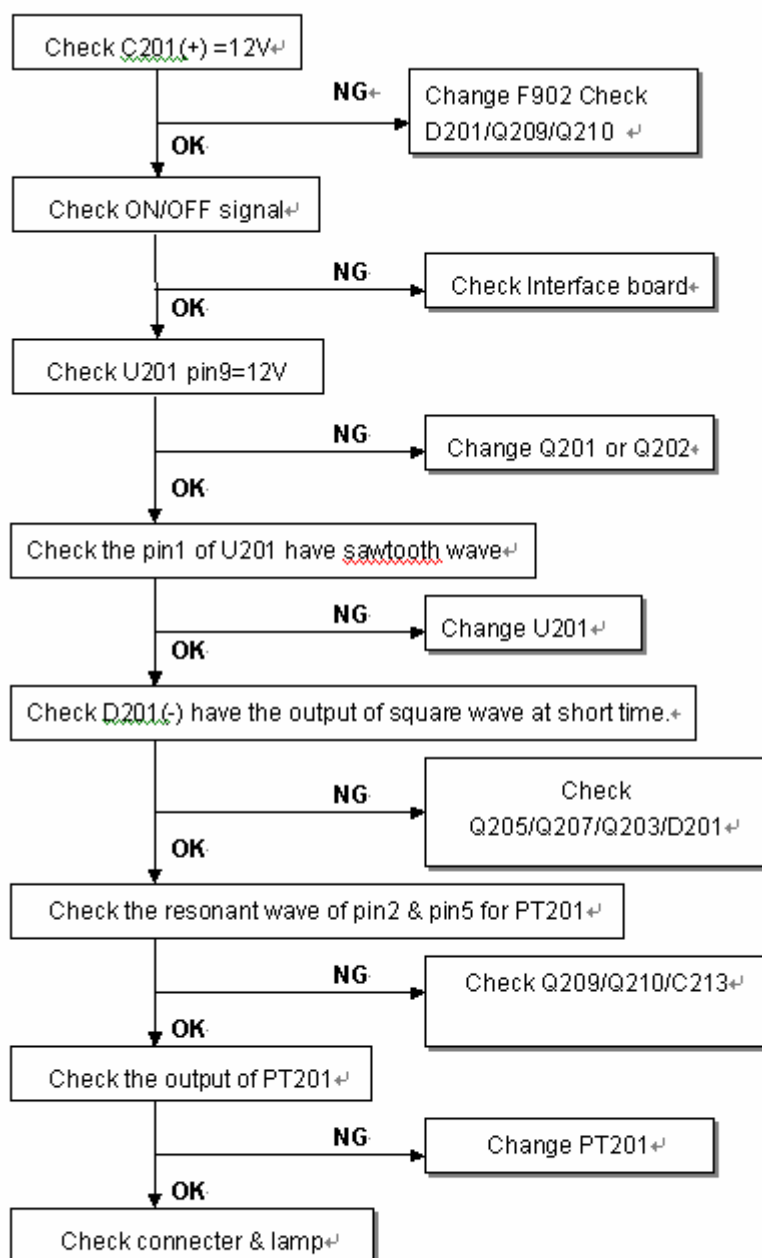 Check C201(+) =12V
NG
Change F902 Check
D201/Q209/Q210
OK
Check ON/OFF signal
NG
Check Interface board
OK
Check U201 pin9=12V
NG
Change Q201 or Q202
OK
Check the pin1 of U201 have sawtooth wave
NG
Change U201
OK
Check D201(-) have the output of square wave at short time.
NG
Check
Q205/Q207/Q203/D201
OK
Check the resonant wave of pin2 & pin5 for PT201
NG
Check Q209/Q210/C213
OK
Check the output of PT201
NG
Change PT201
OK
Check connecter & lamp